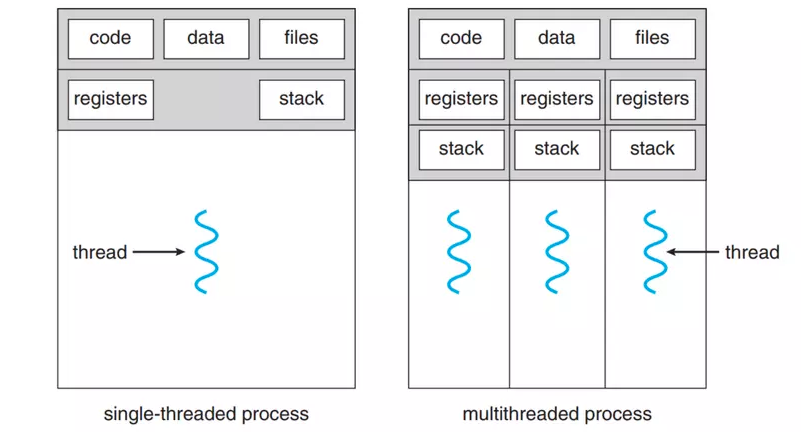 code data files
registers stack
thread
single-threaded process
code data files
registers registers registers
stack stack stack
thread
multithreaded process